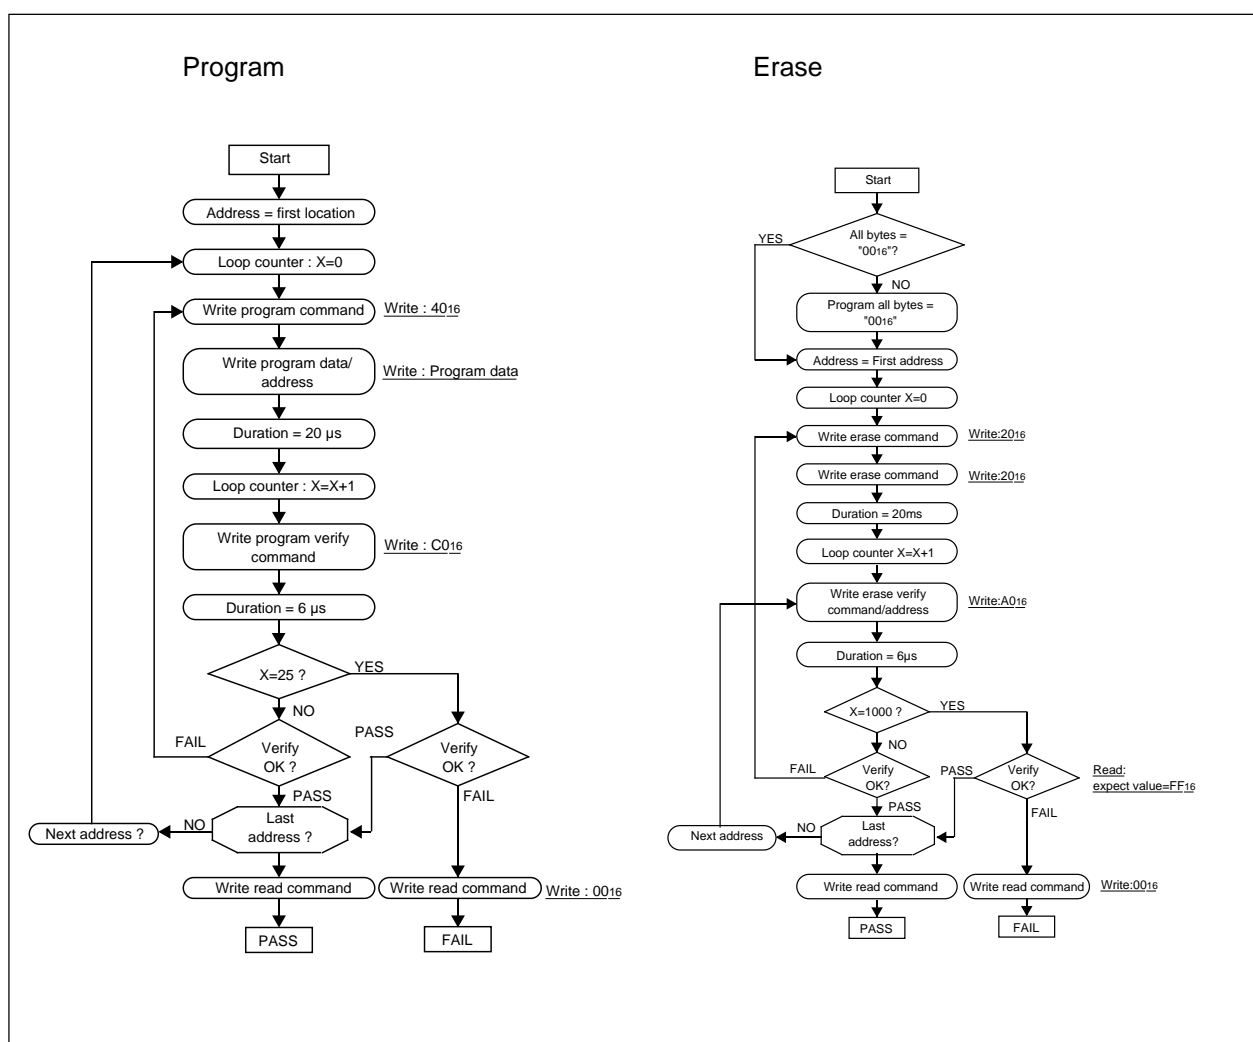 Program
Start
Address = first location
Loop counter : X=0
Write program command
Write : 4016
Write program data/
address
Write : Program data
Duration = 20 µs
Loop counter : X=X+1
Write program verify
command
Write : C016
Duration = 6 µs
X=25 ?
YES
NO
FAIL
Verify
OK ?
PASS
PASS
Verify
OK ?
FAIL
Last
address ?
NO
Next address ?
Write read command
Write read command
Write : 0016
PASS
FAIL
Erase
Start
All bytes =
"0016"?
YES
NO
Program all bytes =
"0016"
Address = First address
Loop counter X=0
Write erase command
Write:2016
Write erase command
Write:2016
Duration = 20ms
Loop counter X=X+1
Write erase verify
command/address
Write:A016
Duration = 6µs
X=1000 ?
YES
NO
FAIL
Verify
OK?
PASS
PASS
Verify
OK?
FAIL
Read:
expect value=FF16
Last
address?
NO
Next address
Write read command
Write read command
Write:0016
PASS
FAIL